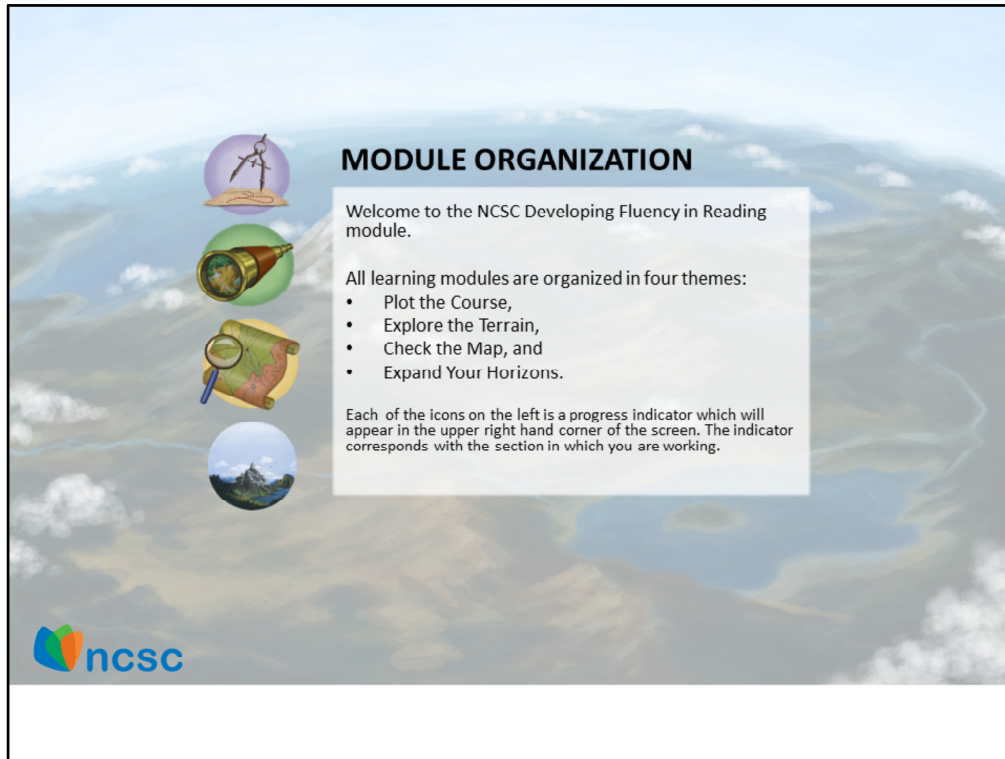 MODULE ORGANIZATION
Welcome to the NCSC Developing Fluency in Reading
module.
All learning modules are organized in four themes:
• Plot the Course,
• Explore the Terrain,
• Check the Map, and
• Expand Your Horizons.
Each of the icons on the left is a progress indicator which will
appear in the upper right hand corner of the screen. The indicator
corresponds with the section in which you are working.
ncsc